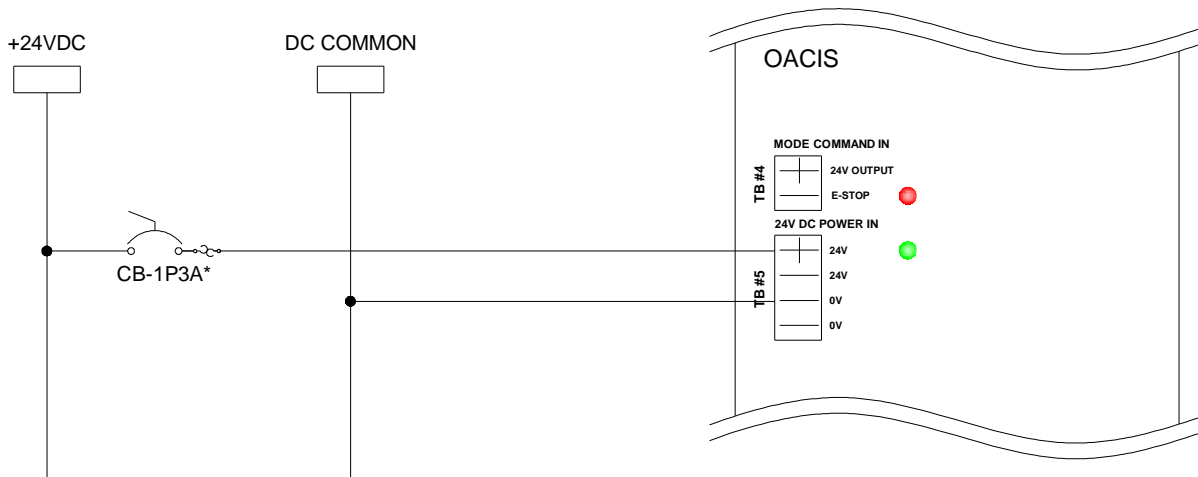 +24VDC
DC COMMON
OACIS
MODE COMMAND IN
TB #4
24V OUTPUT
E-STOP
24V DC POWER IN
CB-1P3A*
TB #5
24V
24V
0V
0V